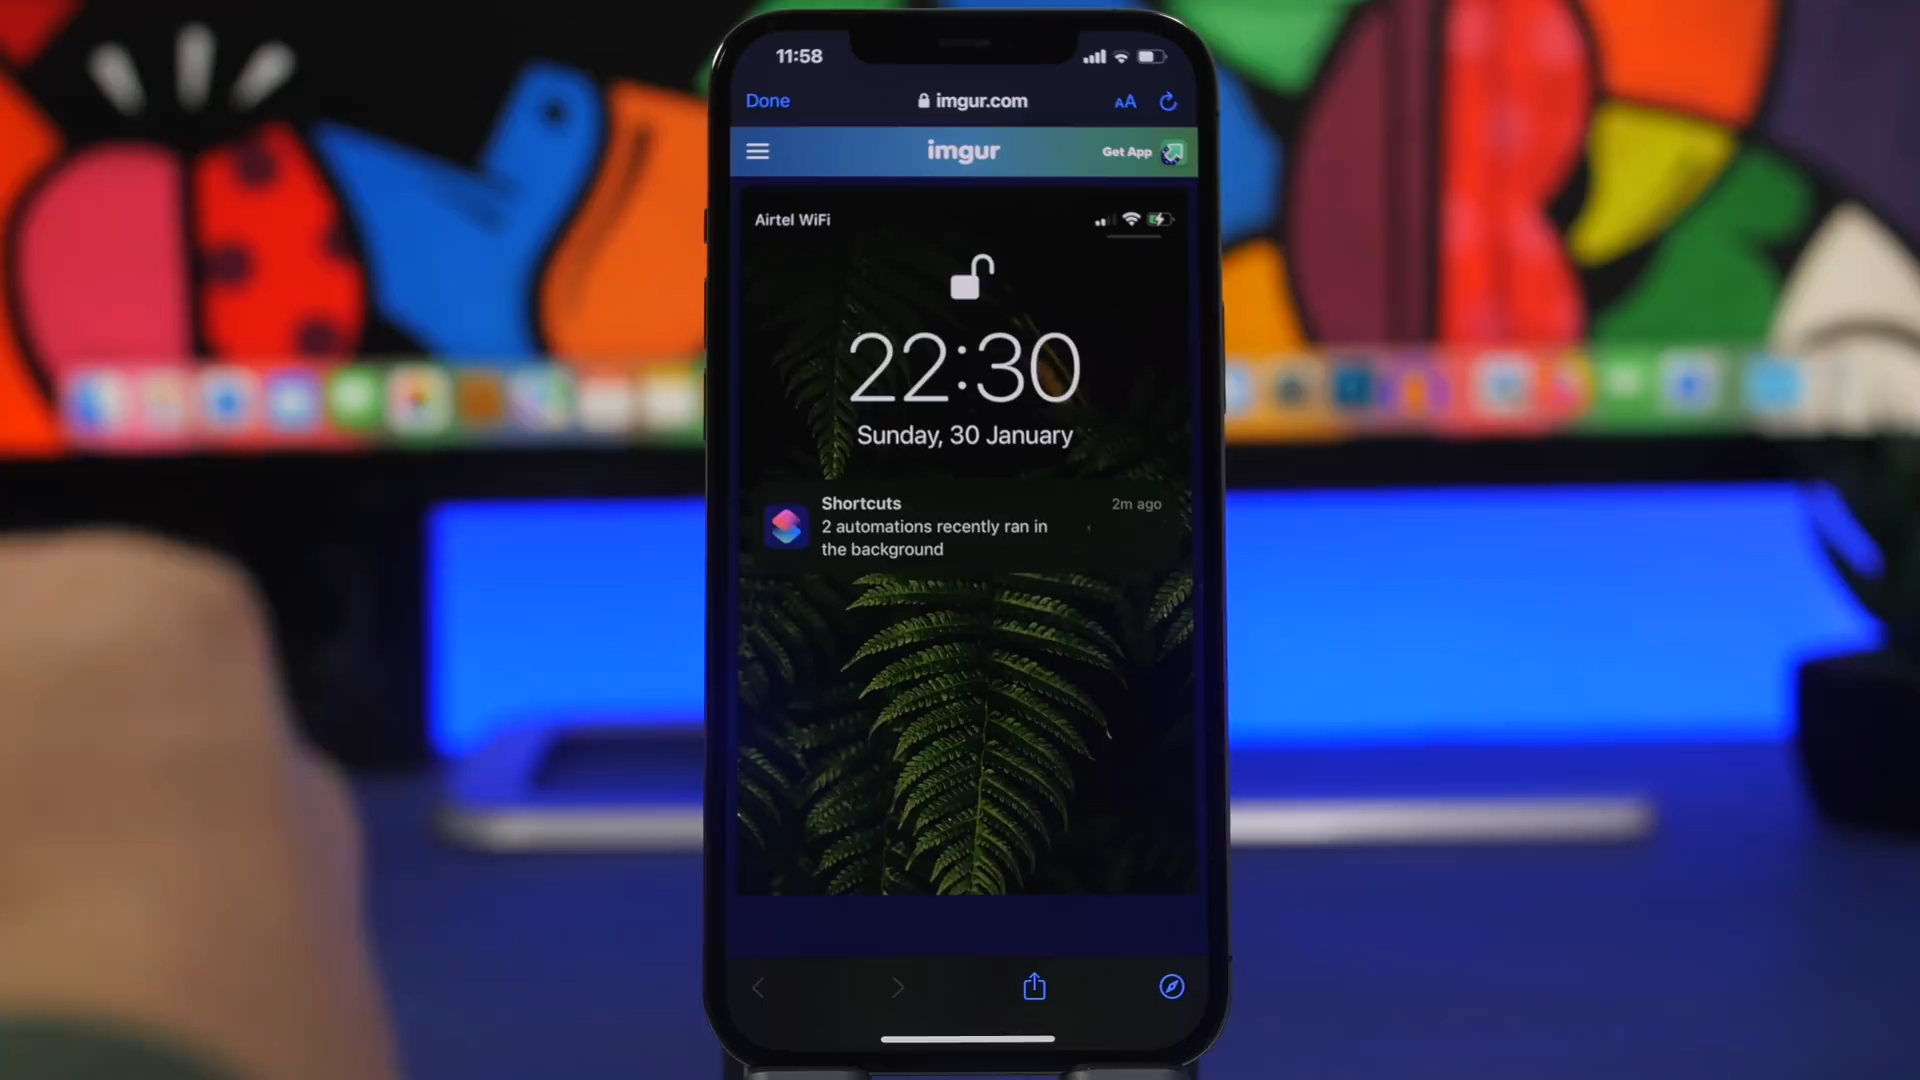 11:58
Done
imgur.com
AA
imgur
Get App
Airtel WiFi
22:30
Sunday, 30 January
Shortcuts
2m ago
2 automations recently ran in
the background